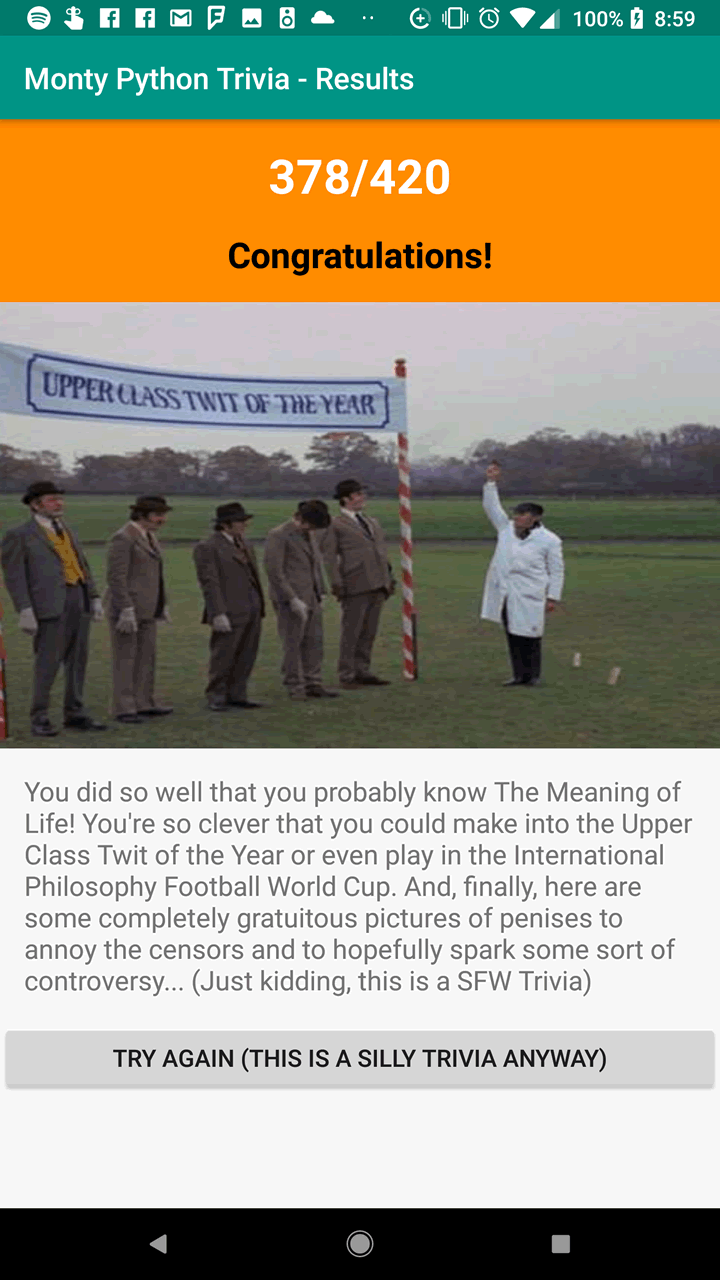 100% 8:59
Monty Python Trivia - Results
378/420
Congratulations!
UPPER CLASS TWIT OF THE YEAR
You did so well that you probably know The Meaning of
Life! You're so clever that you could make into the Upper
Class Twit of the Year or even play in the International
Philosophy Football World Cup. And, finally, here are
some completely gratuitous pictures of penises to
annoy the censors and to hopefully spark some sort of
controversy... (Just kidding, this is a SFW Trivia)
TRY AGAIN (THIS IS A SILLY TRIVIA ANYWAY)